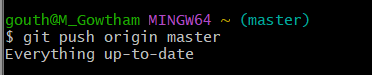 gouth@M_Gowtham MINGW64 ~ (master)
$ git push origin master
Everything up-to-date